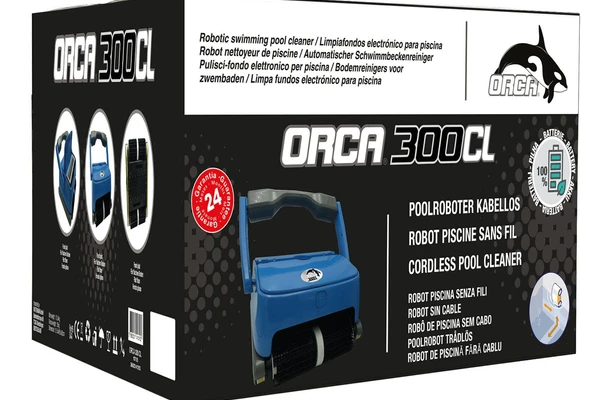 ORCA 300CL
Robotic swimming pool cleaner / Limpiafondos electrónico para piscina
Robot nettoyeur de piscine / Automatischer Schwimmbeckenreiniger
Pulisci-fondo elettronico per piscina / Bodemreinigers voor
zwembaden / Limpa fundos electrónico para piscina
ORCA
ORCA 300CL
24
Garantia
100 %
POOLROBOTER KABELLOS
ROBOT PISCINE SANS FIL
CORDLESS POOL CLEANER
ROBOT PISCINA SENZA FILI
ROBOT SIN CABLE
ROBÔ DE PISCINA SEM CABO
POOLROBOT TRÅDLÖS
ROBOT DE PISCINĂ FĂRĂ CABLU